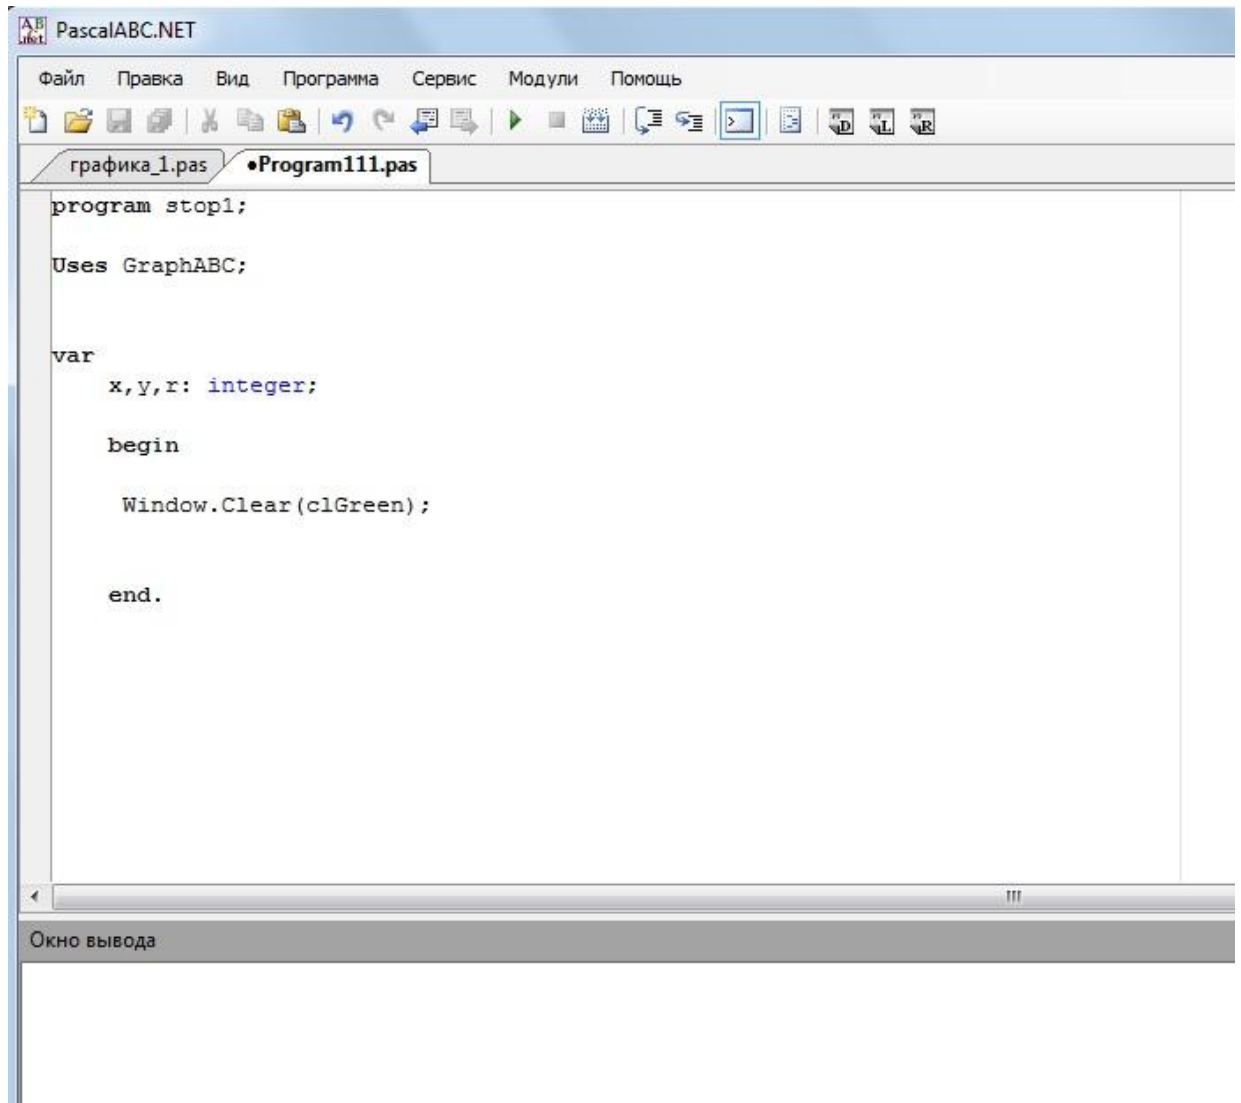 PascalABC.NET
Файл Правка Вид Программа Сервис Модули Помощь
графика_1.pas •Program111.pas
program stop1;
Uses GraphABC;
var
x,y,r: integer;
begin
Window.Clear(clGreen);
end.
Окно вывода